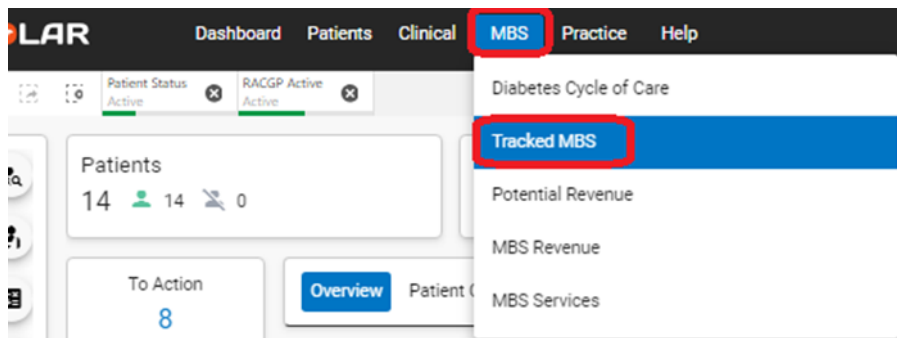 LAR
Dashboard Patients Clinical MBS Practice Help
Patient Status
Active
RACGP Active
Active
Diabetes Cycle of Care
Tracked MBS
Patients
14 14 0
Potential Revenue
MBS Revenue
To Action
8
Overview Patient
MBS Services